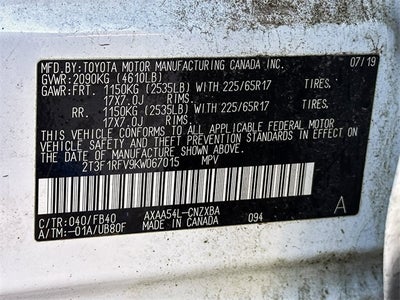 MFD. BY: TOYOTA MOTOR MANUFACTURING CANADA INC. 07/19
GVWR: 2090KG (4610LB)
GAWR: FRT. 1150KG (2535LB) WITH 225/65R17 TIRES.
17X7.0J RIMS.
RR. 1150KG (2535LB) WITH 225/65R17 TIRES.
17X7.0J RIMS.
THIS VEHICLE CONFORMS TO ALL APPLICABLE FEDERAL MOTOR
VEHICLE SAFETY AND THEFT PREVENTION STANDARDS IN EFFECT
ON THE DATE OF MANUFACTURE SHOWN ABOVE.
2T3F1RFV9KW067015 MPV
C/TR:040/FB40 AXAA54L-CNZXBA 094 A
A/TM:-01A/UB80F MADE IN CANADA